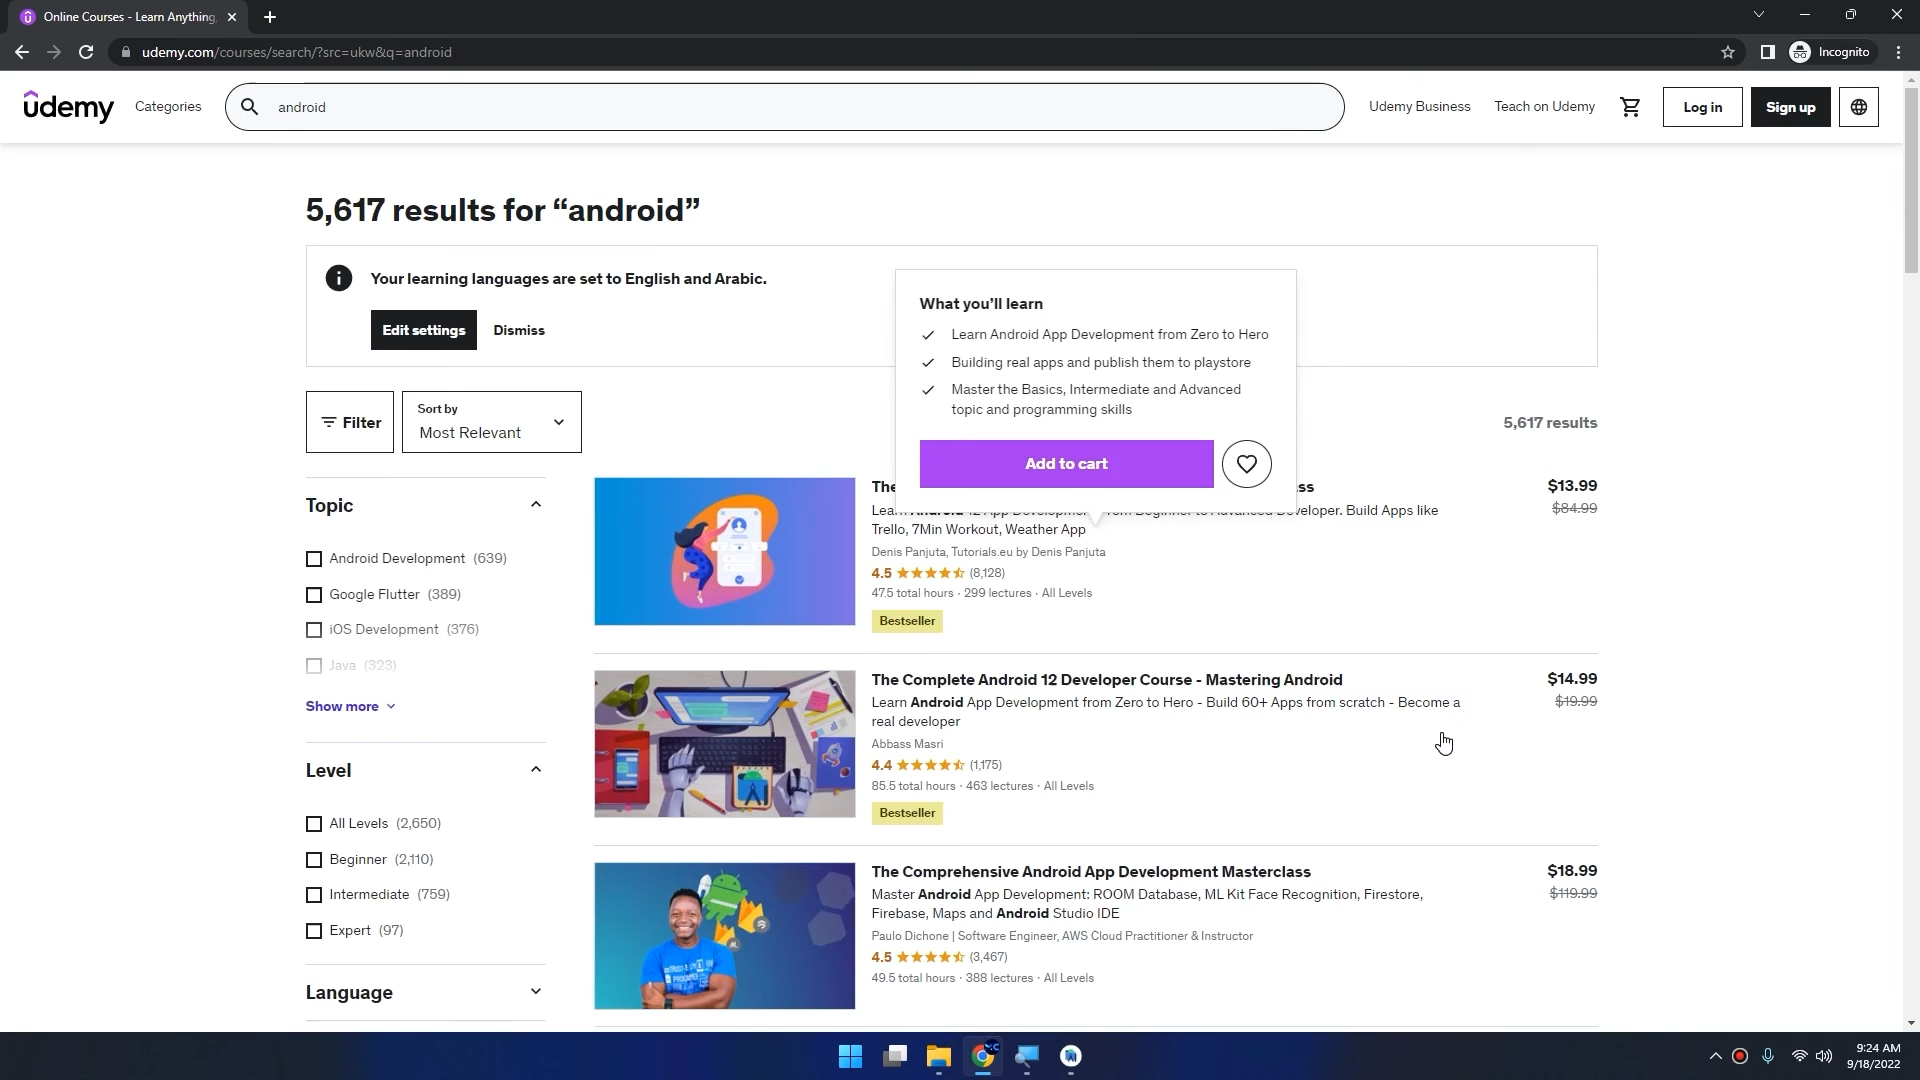 Online Courses - Learn Anything,
udemy.com/courses/search/?src=ukw&q=android
Incognito
udemy
Categories
android
Udemy Business
Teach on Udemy
Log in
Sign up
5,617 results for “android”
Your learning languages are set to English and Arabic.
Edit settings
Dismiss
What you’ll learn
Learn Android App Development from Zero to Hero
Building real apps and publish them to playstore
Master the Basics, Intermediate and Advanced
topic and programming skills
Add to cart
Filter
Sort by
Most Relevant
5,617 results
Topic
Android Development (639)
Google Flutter (389)
iOS Development (376)
Java (323)
Show more
Level
All Levels (2,650)
Beginner (2,110)
Intermediate (759)
Expert (97)
Language
$13.99
$84.99
Developer. Build Apps like
Trello, 7Min Workout, Weather App
Denis Panjuta, Tutorials.eu by Denis Panjuta
4.5 (8,128)
47.5 total hours · 299 lectures · All Levels
Bestseller
The Complete Android 12 Developer Course - Mastering Android
$14.99
$19.99
Learn Android App Development from Zero to Hero - Build 60+ Apps from scratch - Become a
real developer
Abbass Masri
4.4 (1,175)
85.5 total hours · 463 lectures · All Levels
Bestseller
The Comprehensive Android App Development Masterclass
$18.99
$119.99
Master Android App Development: ROOM Database, ML Kit Face Recognition, Firestore,
Firebase, Maps and Android Studio IDE
Paulo Dichone | Software Engineer, AWS Cloud Practitioner & Instructor
4.5 (3,467)
49.5 total hours · 388 lectures · All Levels
9:24 AM
9/18/2022